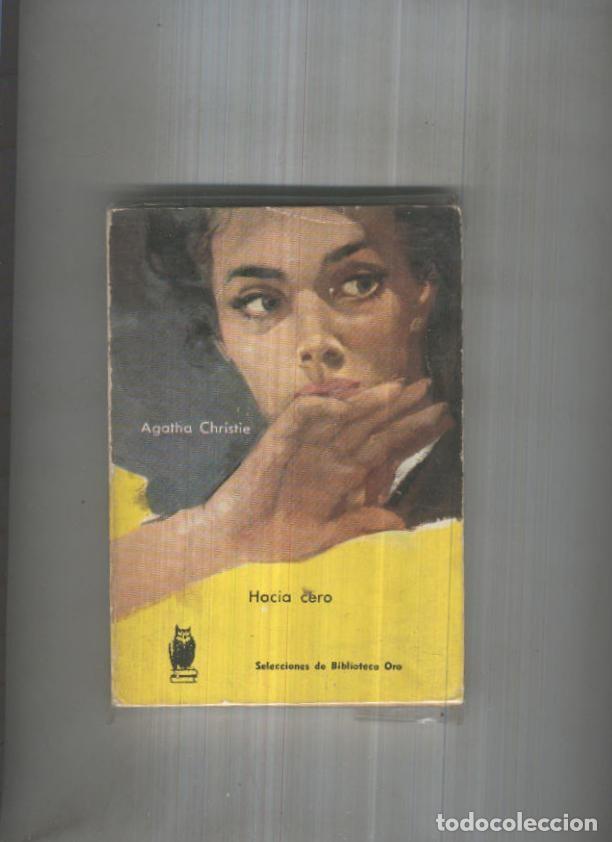 Agatha Christie
Hacia cero
Selecciones de Biblioteca Oro
todocoleccion